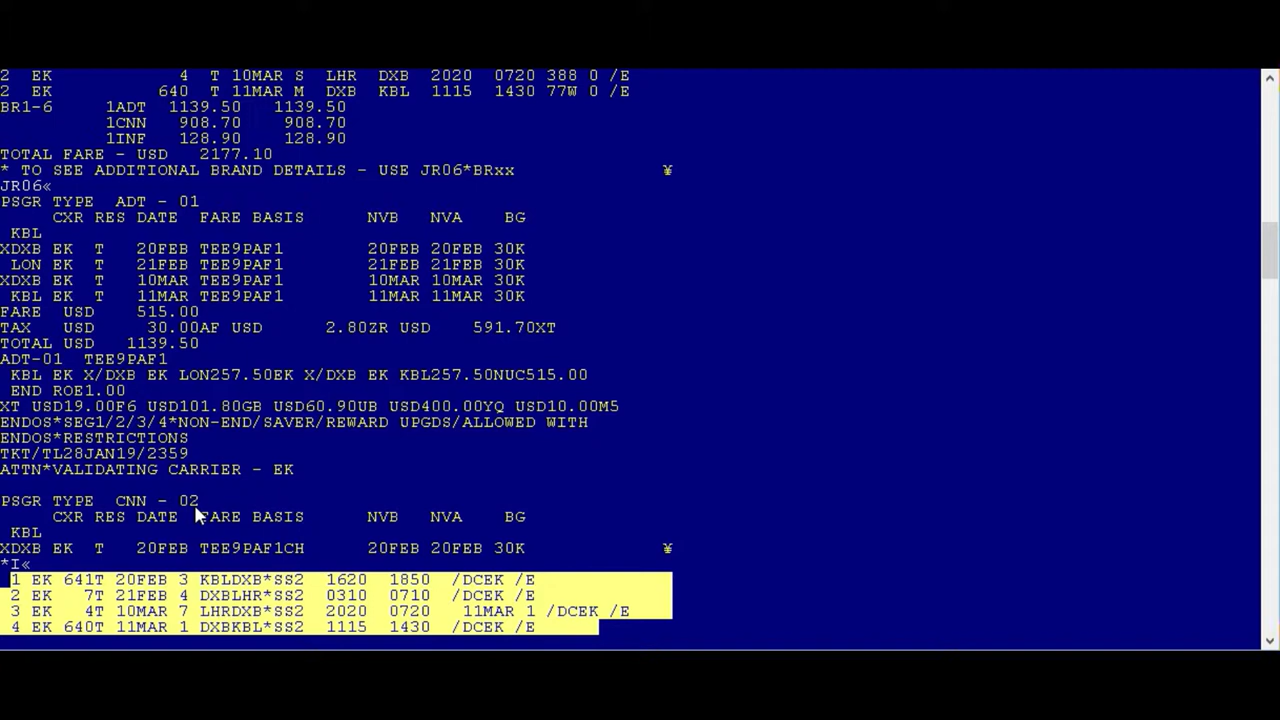 2  EK               4  T  10MAR S   LHR   DXB   2020   0720 388 0 /E
2  EK             640  T  11MAR M   DXB   KBL   1115   1430 77W 0 /E
BR1-6       1ADT   1139.50     1139.50
            1CNN    908.70      908.70
            1INF    128.90      128.90
TOTAL FARE - USD    2177.10
* TO SEE ADDITIONAL BRAND DETAILS - USE JR06*BRxx                 ¥
JR06«
PSGR TYPE  ADT - 01
     CXR RES DATE  FARE BASIS      NVB   NVA    BG
 KBL
XDXB EK  T   20FEB TEE9PAF1        20FEB 20FEB 30K
 LON EK  T   21FEB TEE9PAF1        21FEB 21FEB 30K
XDXB EK  T   10MAR TEE9PAF1        10MAR 10MAR 30K
 KBL EK  T   11MAR TEE9PAF1        11MAR 11MAR 30K
FARE  USD    515.00
TAX   USD     30.00AF USD      2.80ZR USD    591.70XT
TOTAL USD   1139.50
ADT-01  TEE9PAF1
 KBL EK X/DXB EK LON257.50EK X/DXB EK KBL257.50NUC515.00
 END ROE1.00
XT USD19.00F6 USD101.80GB USD60.90UB USD400.00YQ USD10.00M5
ENDOS*SEG1/2/3/4*NON-END/SAVER/REWARD UPGDS/ALLOWED WITH
ENDOS*RESTRICTIONS
TKT/TL28JAN19/2359
ATTN*VALIDATING CARRIER - EK
PSGR TYPE  CNN - 02
     CXR RES DATE  FARE BASIS      NVB   NVA    BG
 KBL
XDXB EK  T   20FEB TEE9PAF1CH      20FEB 20FEB 30K             ¥
*I«
 1 EK 641T 20FEB 3 KBLDXB*SS2  1620  1850  /DCEK /E
 2 EK   7T 21FEB 4 DXBLHR*SS2  0310  0710  /DCEK /E
 3 EK   4T 10MAR 7 LHRDXB*SS2  2020  0720   11MAR 1 /DCEK /E
 4 EK 640T 11MAR 1 DXBKBL*SS2  1115  1430  /DCEK /E